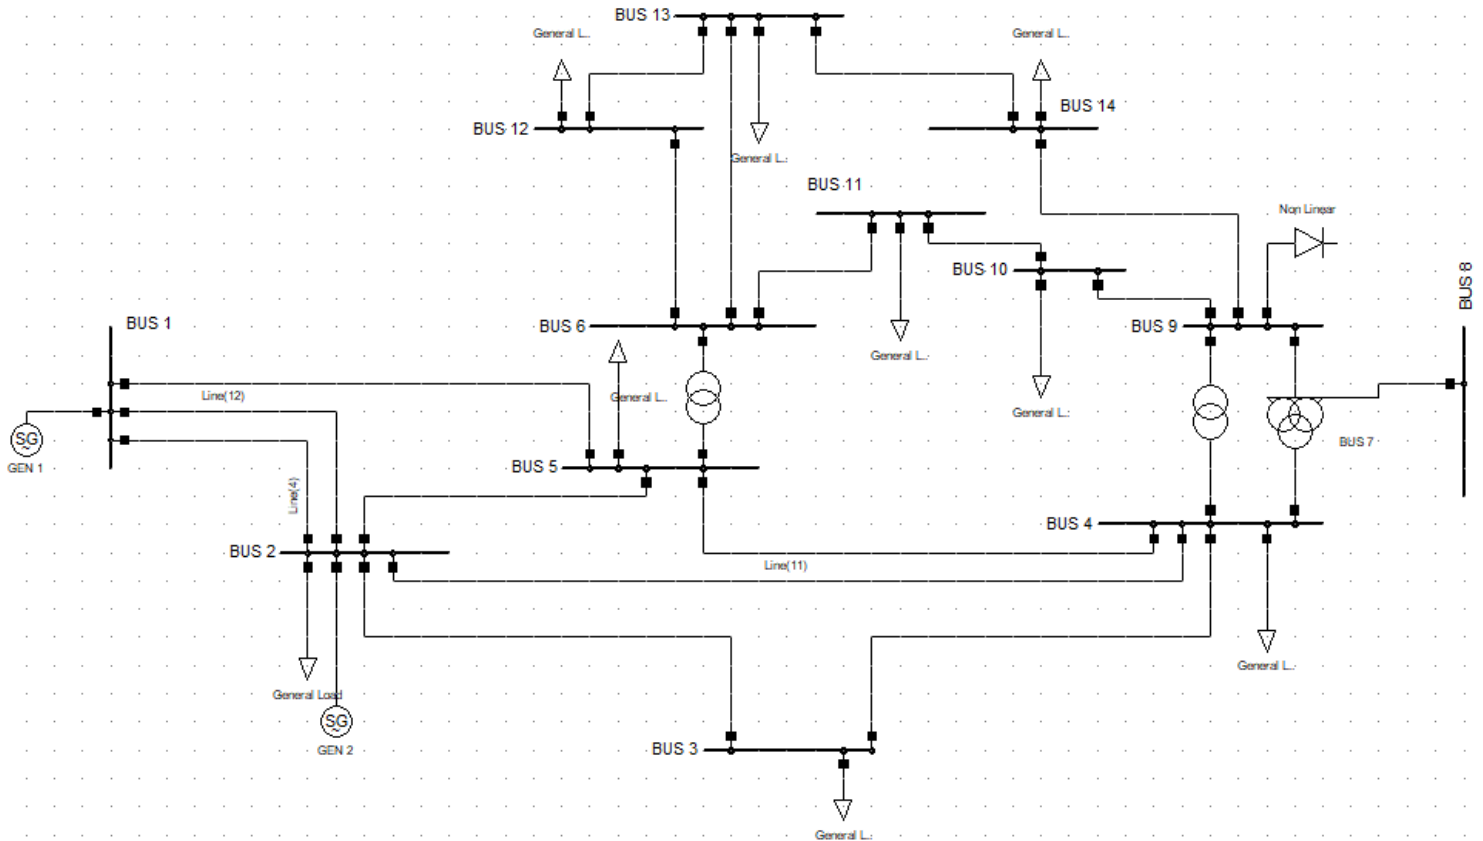 BUS 13
General L..
General L..
BUS 14
BUS 12
General L..:
BUS 11
Non Linear
BUS 10
BUS 8
BUS 1
BUS 6
BUS 9
General L..:
Line(12)
General L..
General L..:
SG
BUS 7
GEN 1
BUS 5
Line(4)
BUS 4
BUS 2
Line(11)
General L..:
General Load
SG
GEN 2
BUS 3
General L..: